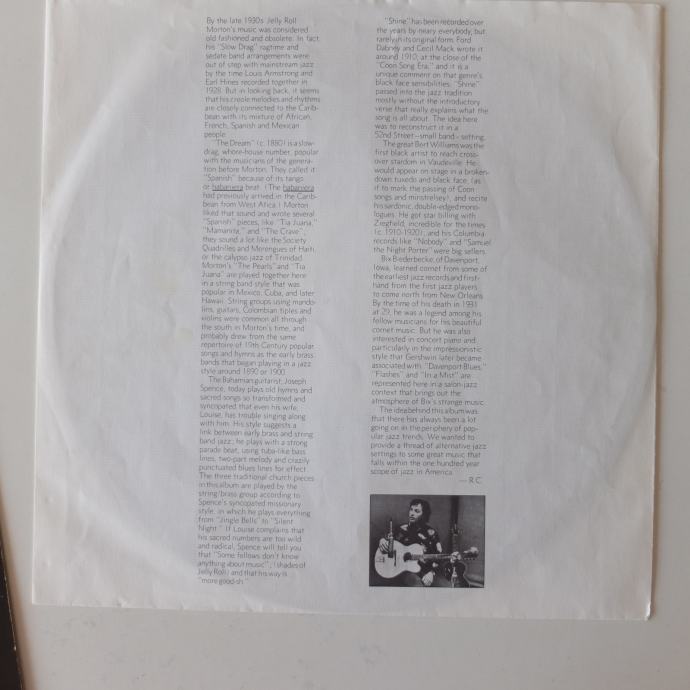 By the late 1930s Jelly Roll
Morton's music was considered
old fashioned and obsolete. In fact,
his "Slow Drag" ragtime and
sedate band arrangements were
out of step with mainstream jazz
by the time Louis Armstrong and
Earl Hines recorded together in
1928. But in looking back, it seems
that his creole melodies and rhythms
are closely connected to the Carib-
bean with its mixture of African,
French, Spanish and Mexican
people.
"The Dream" (c. 1880) is a slow-
drag, whore-house number, popular
with the musicians of the genera-
tion before Morton. They called it
"Spanish" because of its tango
or habanera beat. (The habanera
had previously arrived in the Carib-
bean from West Africa.) Morton
liked that sound and wrote several
"Spanish" pieces, like "Tia Juana,"
"Mamanita," and "The Crave";
they sound a lot like the Society
Quadrilles and Merengues of Haiti,
or the calypso jazz of Trinidad.
Morton's "The Pearls" and "Tia
Juana" are played together here
in a string band style that was
popular in Mexico, Cuba, and later
Hawaii. String groups using mando-
lins, guitars, Colombian tiples and
violins were common all through
the south in Morton's time, and
probably drew from the same
repertoire of 19th Century popular
songs and hymns as the early brass
bands that began playing in a jazz
style around 1890 or 1900.
The Bahamian guitarist, Joseph
Spence, today plays old hymns and
sacred songs so transformed and
syncopated that even his wife,
Louise, has trouble singing along
with him. His style suggests a
link between early brass and string
band jazz; he plays with a strong
parade beat, using tuba-like bass
lines, two-part melody and crazily
punctuated blues lines for effect.
The three traditional church pieces
in this album are played by the
string/brass group according to
Spence's syncopated missionary
style, in which he plays everything
from "Jingle Bells" to "Silent
Night." If Louise complains that
his sacred numbers are too wild
and radical, Spence will tell you
that "Some fellows don't know
anything about music", (shades of
Jelly Roll) and that his way is
"more good-sh."
"Shine" has been recorded over
the years by nearly everybody, but
rarely in its original form. Ford
Dabney and Cecil Mack wrote it
around 1910, at the close of the
"Coon Song Era," and it is a
unique comment on that genre's
black face sensibilities. "Shine"
passed into the jazz tradition
mostly without the introductory
verse that really explains what the
song is all about. The idea here
was to reconstruct it in a
52nd Street—small band—setting.
The great Bert Williams was the
first black artist to reach cross-
over stardom in Vaudeville. He
would appear on stage in a broken-
down tuxedo and black face, (as
if to mark the passing of Coon
songs and minstrelsey), and recite
his sardonic, double-edged mono-
logues. He got star billing with
Ziegfield, incredible for the times
(c. 1910-1920), and his Columbia
records like "Nobody" and "Samuel
the Night Porter" were big sellers.
Bix Biederbecke, of Davenport,
Iowa, learned cornet from some of
the earliest jazz records and first-
hand from the first jazz players
to come north from New Orleans.
By the time of his death in 1931
at 29, he was a legend among his
fellow musicians for his beautiful
cornet music. But he was also
interested in concert piano and
particularly in the impressionistic
style that Gershwin later became
associated with. "Davenport Blues,"
"Flashes" and "In a Mist" are
represented here in a salon-jazz
context that brings out the
atmosphere of Bix's strange music.
The idea behind this album was
that there has always been a lot
going on in the periphery of pop-
ular jazz trends. We wanted to
provide a thread of alternative jazz
settings to some great music that
falls within the one hundred year
scope of jazz in America.
—R.C.